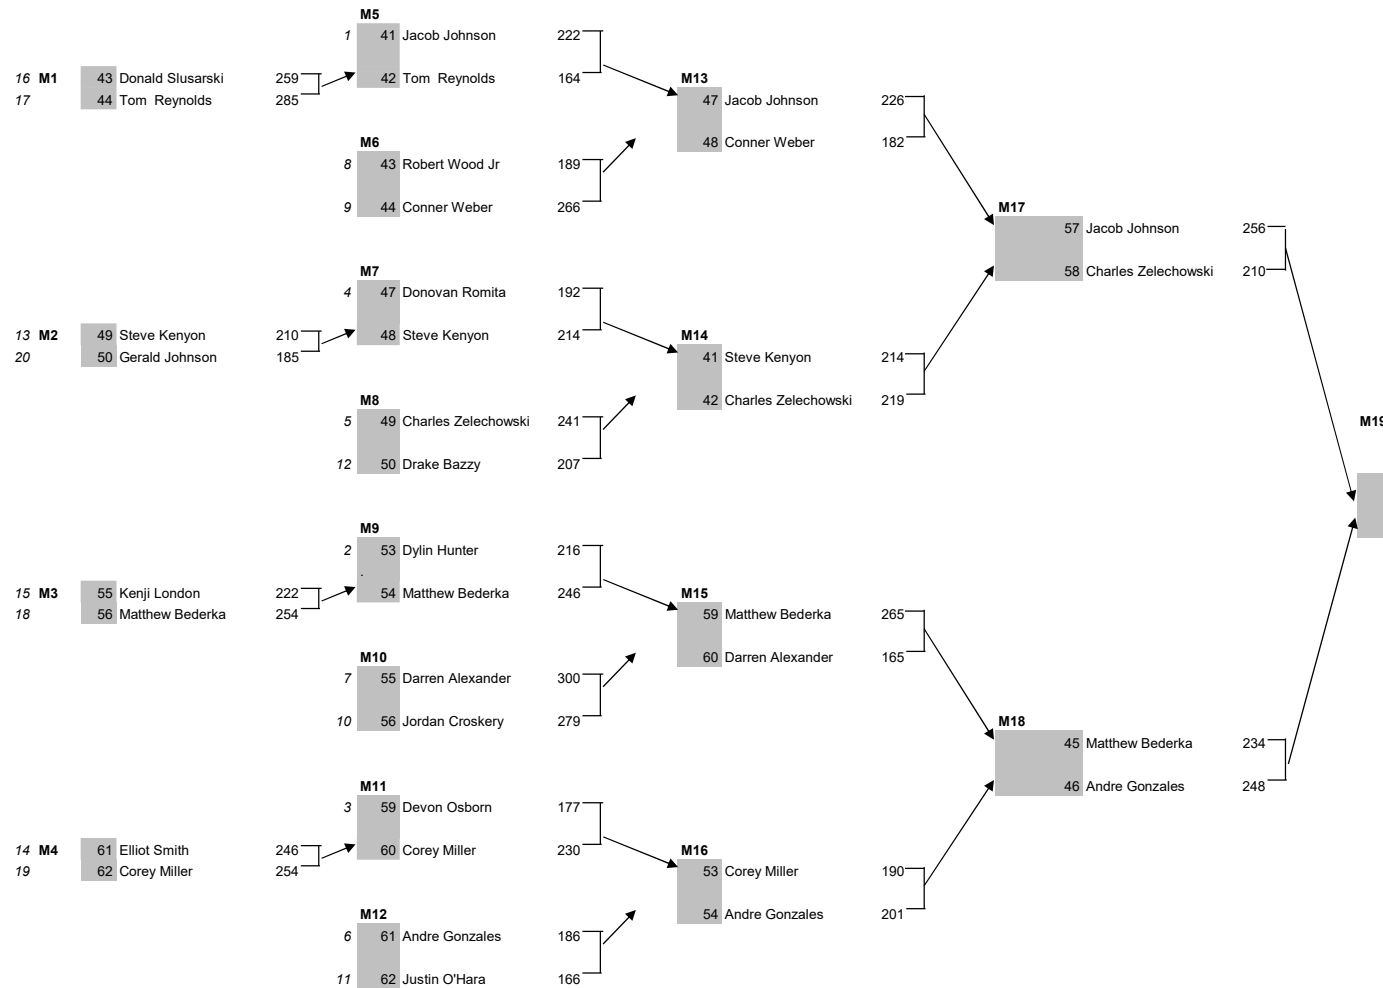 M5
1 41 Jacob Johnson 222
16 M1 43 Donald Slusarski 259
42 Tom Reynolds 164
M13
17 44 Tom Reynolds 285
47 Jacob Johnson 226
M6
48 Conner Weber 182
8 43 Robert Wood Jr 189
9 44 Conner Weber 266
M17
57 Jacob Johnson 256
M7
58 Charles Zelechowski 210
4 47 Donovan Romita 192
13 M2 49 Steve Kenyon 210
48 Steve Kenyon 214
M14
20 50 Gerald Johnson 185
41 Steve Kenyon 214
M8
42 Charles Zelechowski 219
5 49 Charles Zelechowski 241
M19
12 50 Drake Bazzy 207
M9
2 53 Dylin Hunter 216
.
15 M3 55 Kenji London 222
54 Matthew Bederka 246
M15
18 56 Matthew Bederka 254
59 Matthew Bederka 265
M10
60 Darren Alexander 165
7 55 Darren Alexander 300
10 56 Jordan Croskery 279
M18
45 Matthew Bederka 234
M11
46 Andre Gonzales 248
3 59 Devon Osborn 177
14 M4 61 Elliot Smith 246
60 Corey Miller 230
M16
19 62 Corey Miller 254
53 Corey Miller 190
M12
54 Andre Gonzales 201
6 61 Andre Gonzales 186
11 62 Justin O'Hara 166